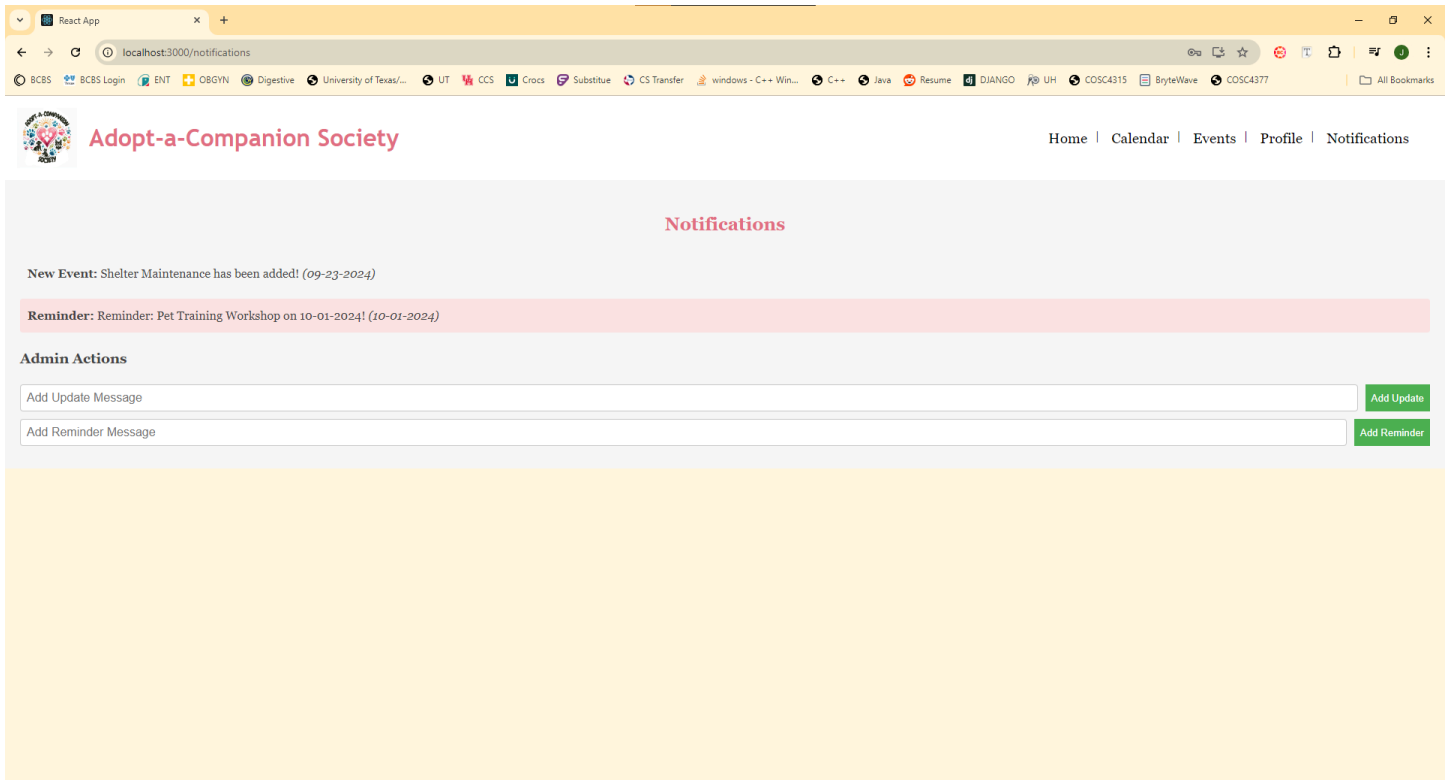 React App
localhost:3000/notifications
BCBS BCBS Login ENT OBGYN Digestive University of Texas/... UT CCS Crocs Substitue CS Transfer windows - C++ Win... C++ Java Resume DJANGO UH COSC4315 BryteWave COSC4377 All Bookmarks
ADOPT-A-COMPANION SOCIETY
Adopt-a-Companion Society
Home | Calendar | Events | Profile | Notifications
Notifications
New Event: Shelter Maintenance has been added! (09-23-2024)
Reminder: Reminder: Pet Training Workshop on 10-01-2024! (10-01-2024)
Admin Actions
Add Update Message Add Update
Add Reminder Message Add Reminder